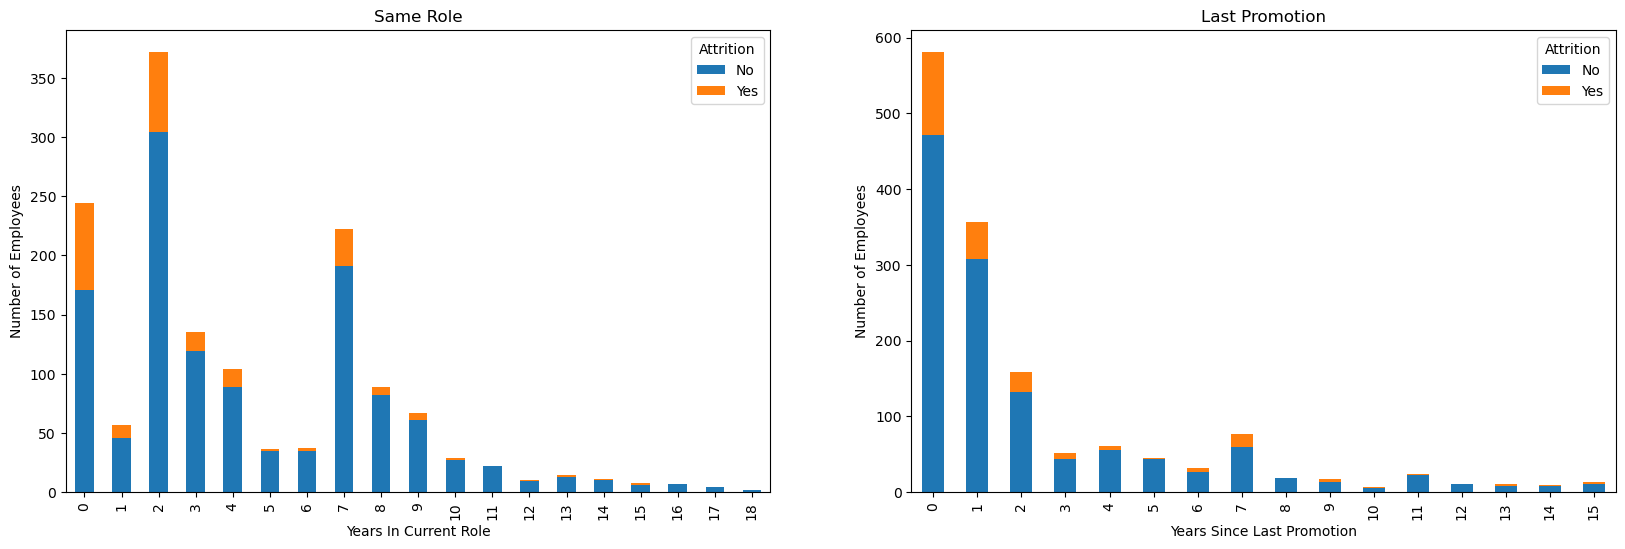 Same Role
Number of Employees
350
300
250
200
150
100
50
0
Attrition
No
Yes
0 1 2 3 4 5 6 7 8 9 10 11 12 13 14 15 16 17 18
Years In Current Role
Last Promotion
Number of Employees
600
500
400
300
200
100
0
Attrition
No
Yes
0 1 2 3 4 5 6 7 8 9 10 11 12 13 14 15
Years Since Last Promotion